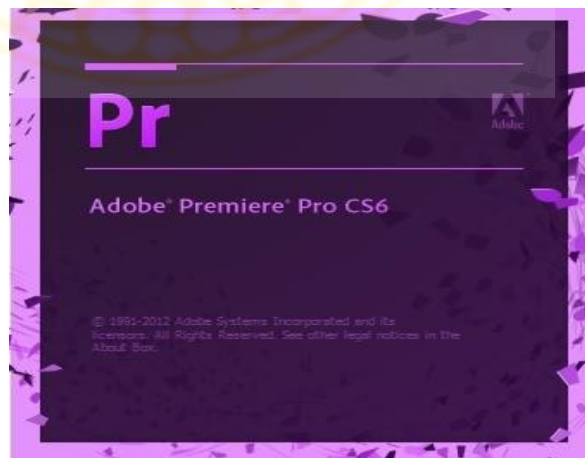 Pr
Adobe
Adobe® Premiere® Pro CS6
© 1991-2012 Adobe Systems Incorporated and its
licensors. All Rights Reserved. See other legal notices in the
About Box.